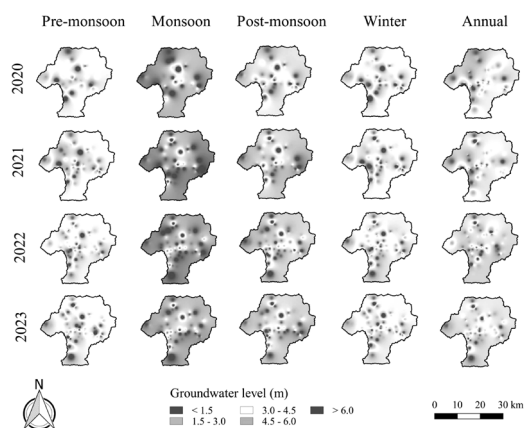 Pre-monsoon Monsoon Post-monsoon Winter Annual
2020
2021
2022
2023
N
Groundwater level (m)
< 1.5 3.0 - 4.5 > 6.0
1.5 - 3.0 4.5 - 6.0
0 10 20 30 km